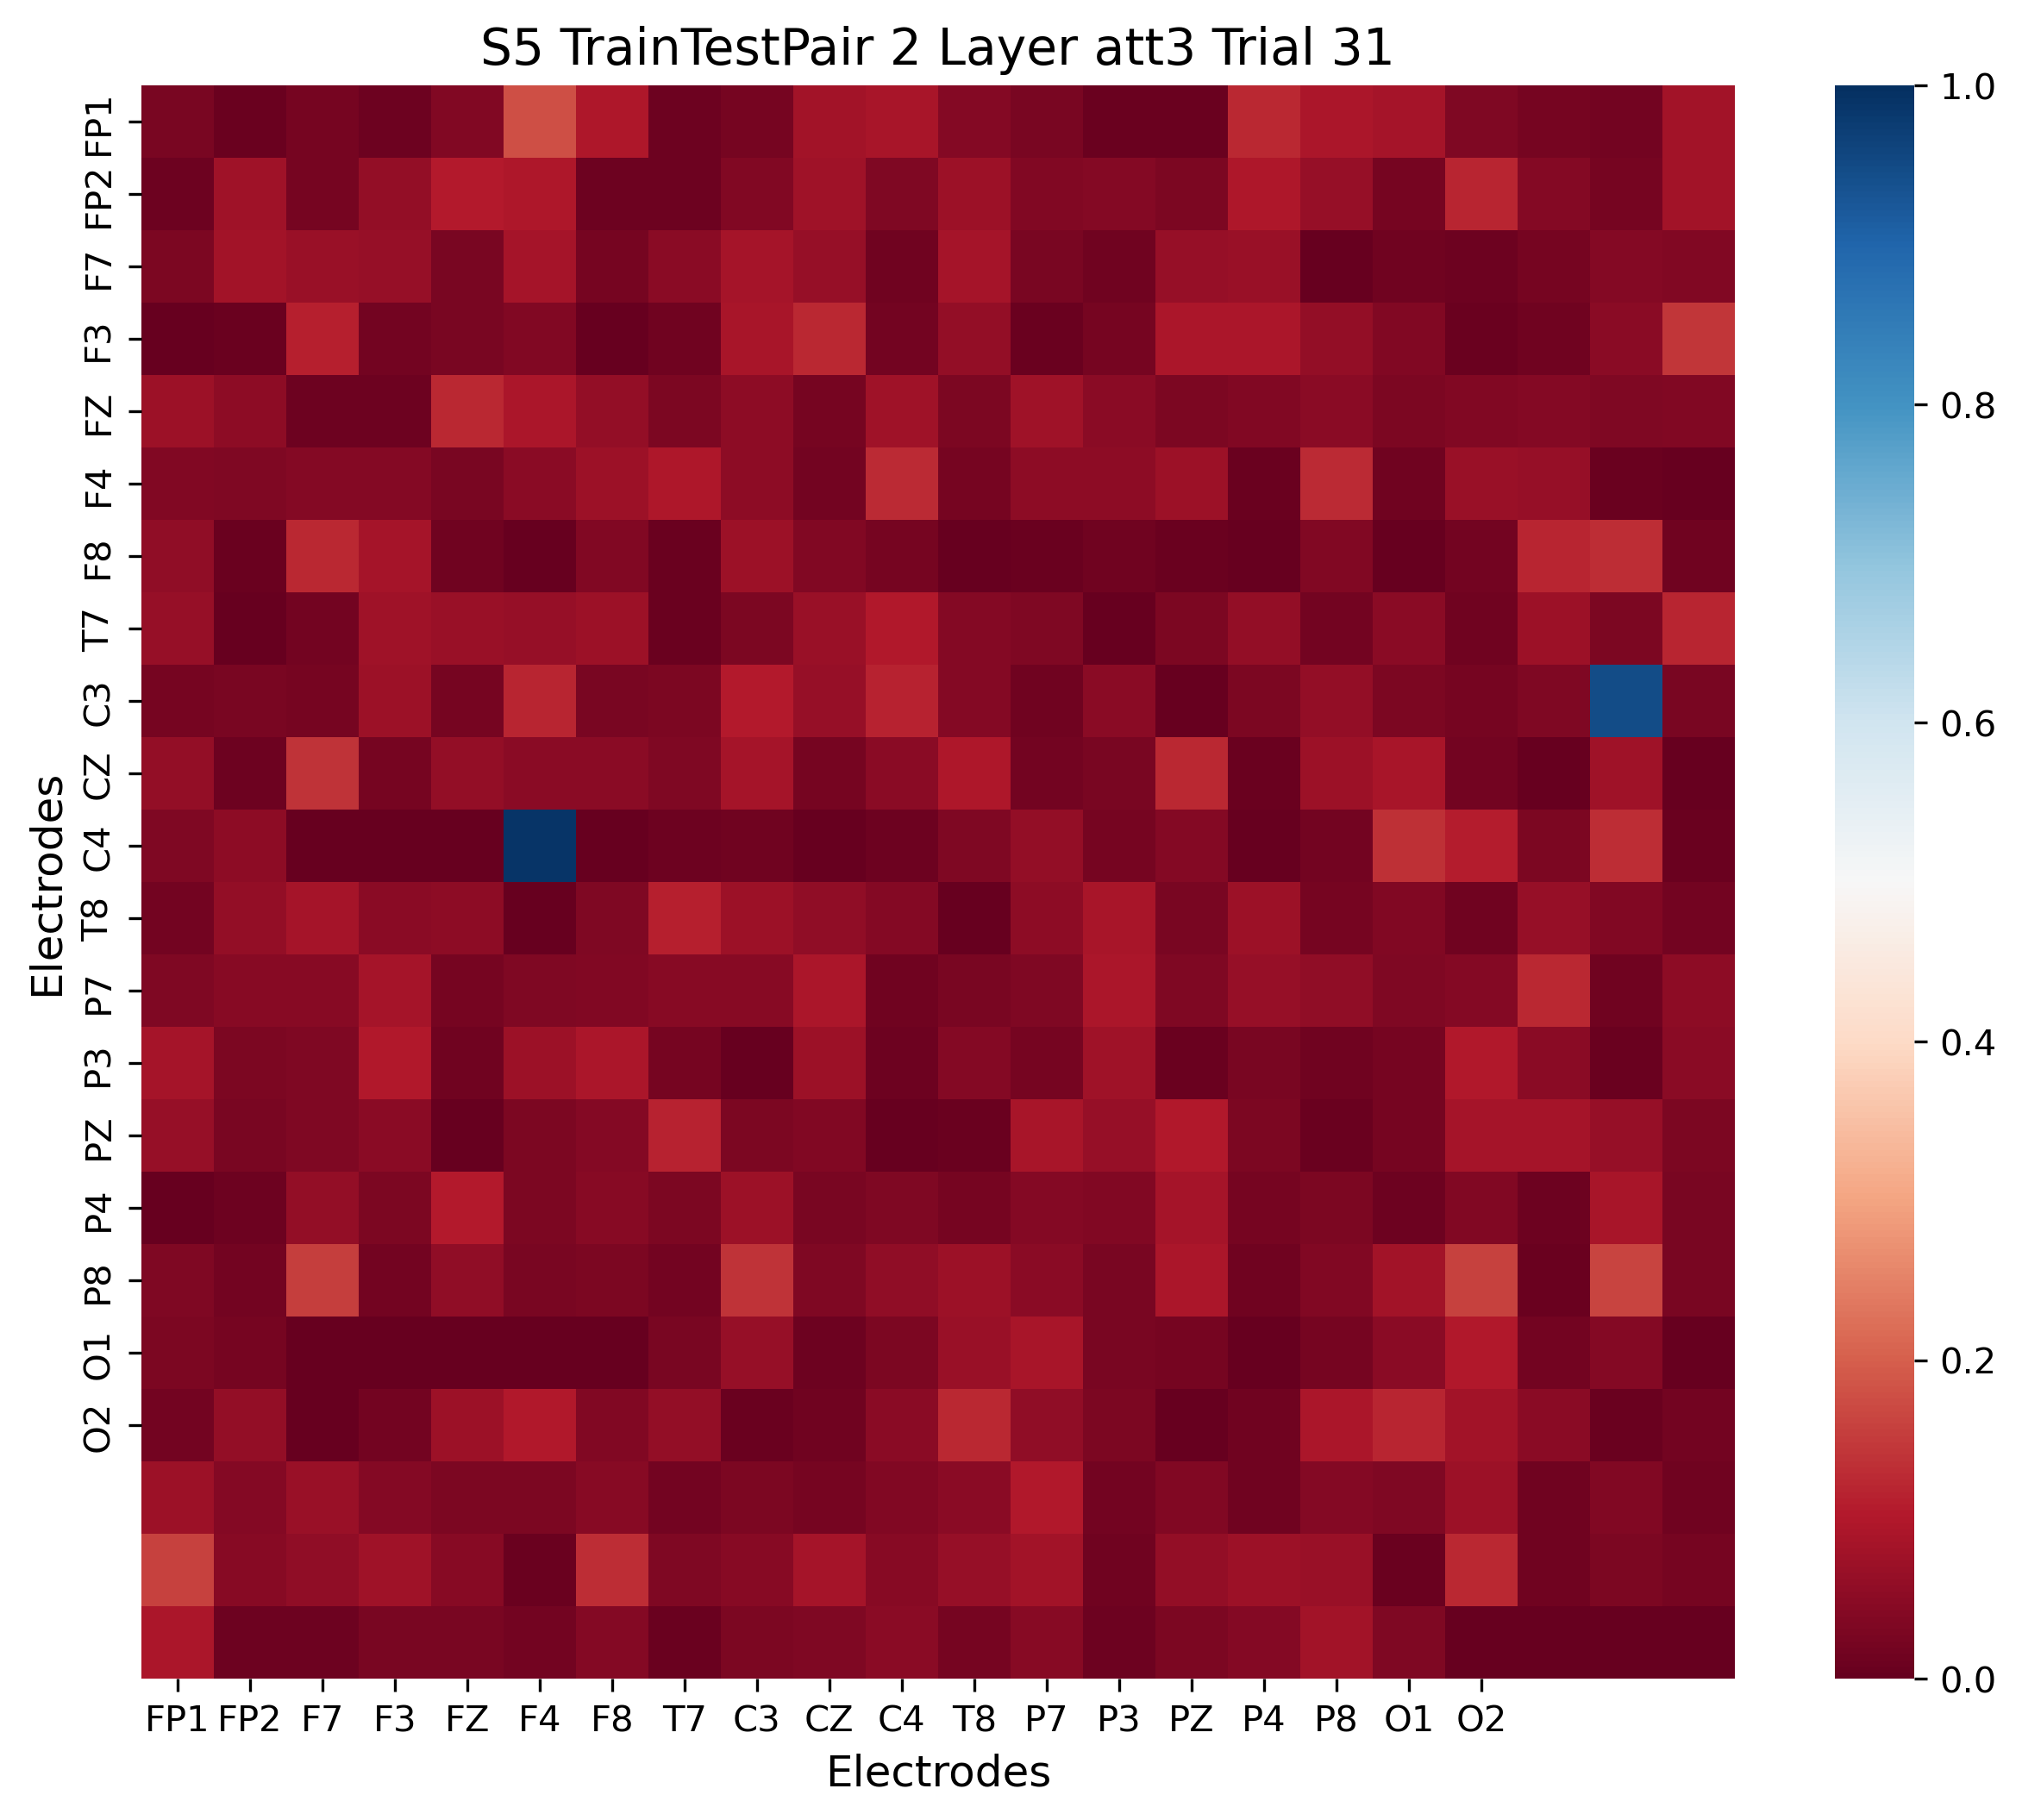 S5 TrainTestPair 2 Layer att3 Trial 31
Electrodes
FP1
FP2
F7
F3
FZ
F4
F8
T7
C3
CZ
C4
T8
P7
P3
PZ
P4
P8
O1
O2
FP1 FP2 F7 F3 FZ F4 F8 T7 C3 CZ C4 T8 P7 P3 PZ P4 P8 O1 O2
Electrodes
1.0
0.8
0.6
0.4
0.2
0.0